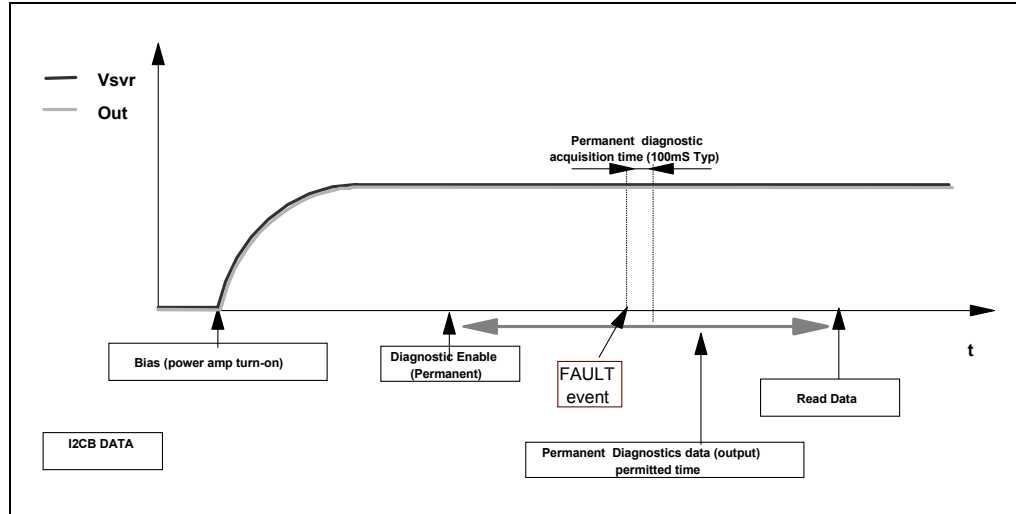 Vsvr
Out
Permanent diagnostic
acquisition time (100mS Typ)
t
Bias (power amp turn-on)
Diagnostic Enable
(Permanent)
FAULT
event
Read Data
I2CB DATA
Permanent Diagnostics data (output)
permitted time